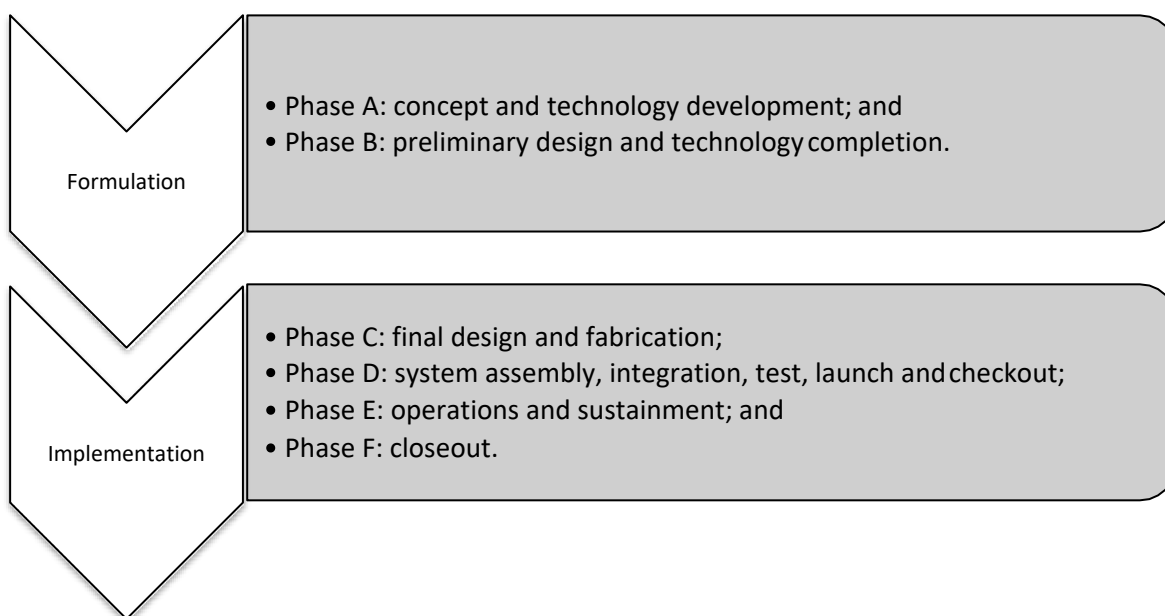 Formulation
• Phase A: concept and technology development; and
• Phase B: preliminary design and technology completion.
Implementation
• Phase C: final design and fabrication;
• Phase D: system assembly, integration, test, launch and checkout;
• Phase E: operations and sustainment; and
• Phase F: closeout.